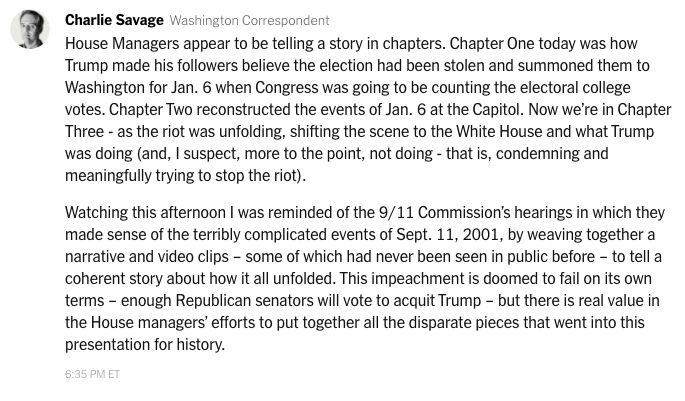 Charlie Savage Washington Correspondent
House Managers appear to be telling a story in chapters. Chapter One today was how
Trump made his followers believe the election had been stolen and summoned them to
Washington for Jan. 6 when Congress was going to be counting the electoral college
votes. Chapter Two reconstructed the events of Jan. 6 at the Capitol. Now we’re in Chapter
Three - as the riot was unfolding, shifting the scene to the White House and what Trump
was doing (and, I suspect, more to the point, not doing - that is, condemning and
meaningfully trying to stop the riot).
Watching this afternoon I was reminded of the 9/11 Commission’s hearings in which they
made sense of the terribly complicated events of Sept. 11, 2001, by weaving together a
narrative and video clips – some of which had never been seen in public before – to tell a
coherent story about how it all unfolded. This impeachment is doomed to fail on its own
terms – enough Republican senators will vote to acquit Trump – but there is real value in
the House managers’ efforts to put together all the disparate pieces that went into this
presentation for history.
6:35 PM ET